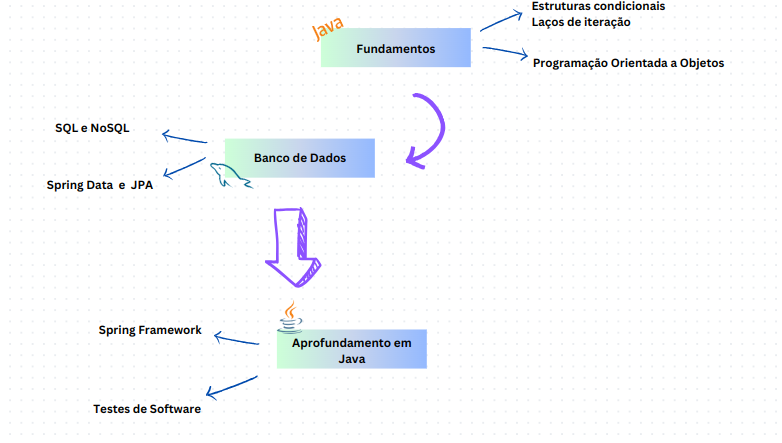 Estruturas condicionais
Laços de iteração
Java
Fundamentos
Programação Orientada a Objetos
SQL e NoSQL
Banco de Dados
Spring Data e JPA
Spring Framework
Aprofundamento em
Java
Testes de Software